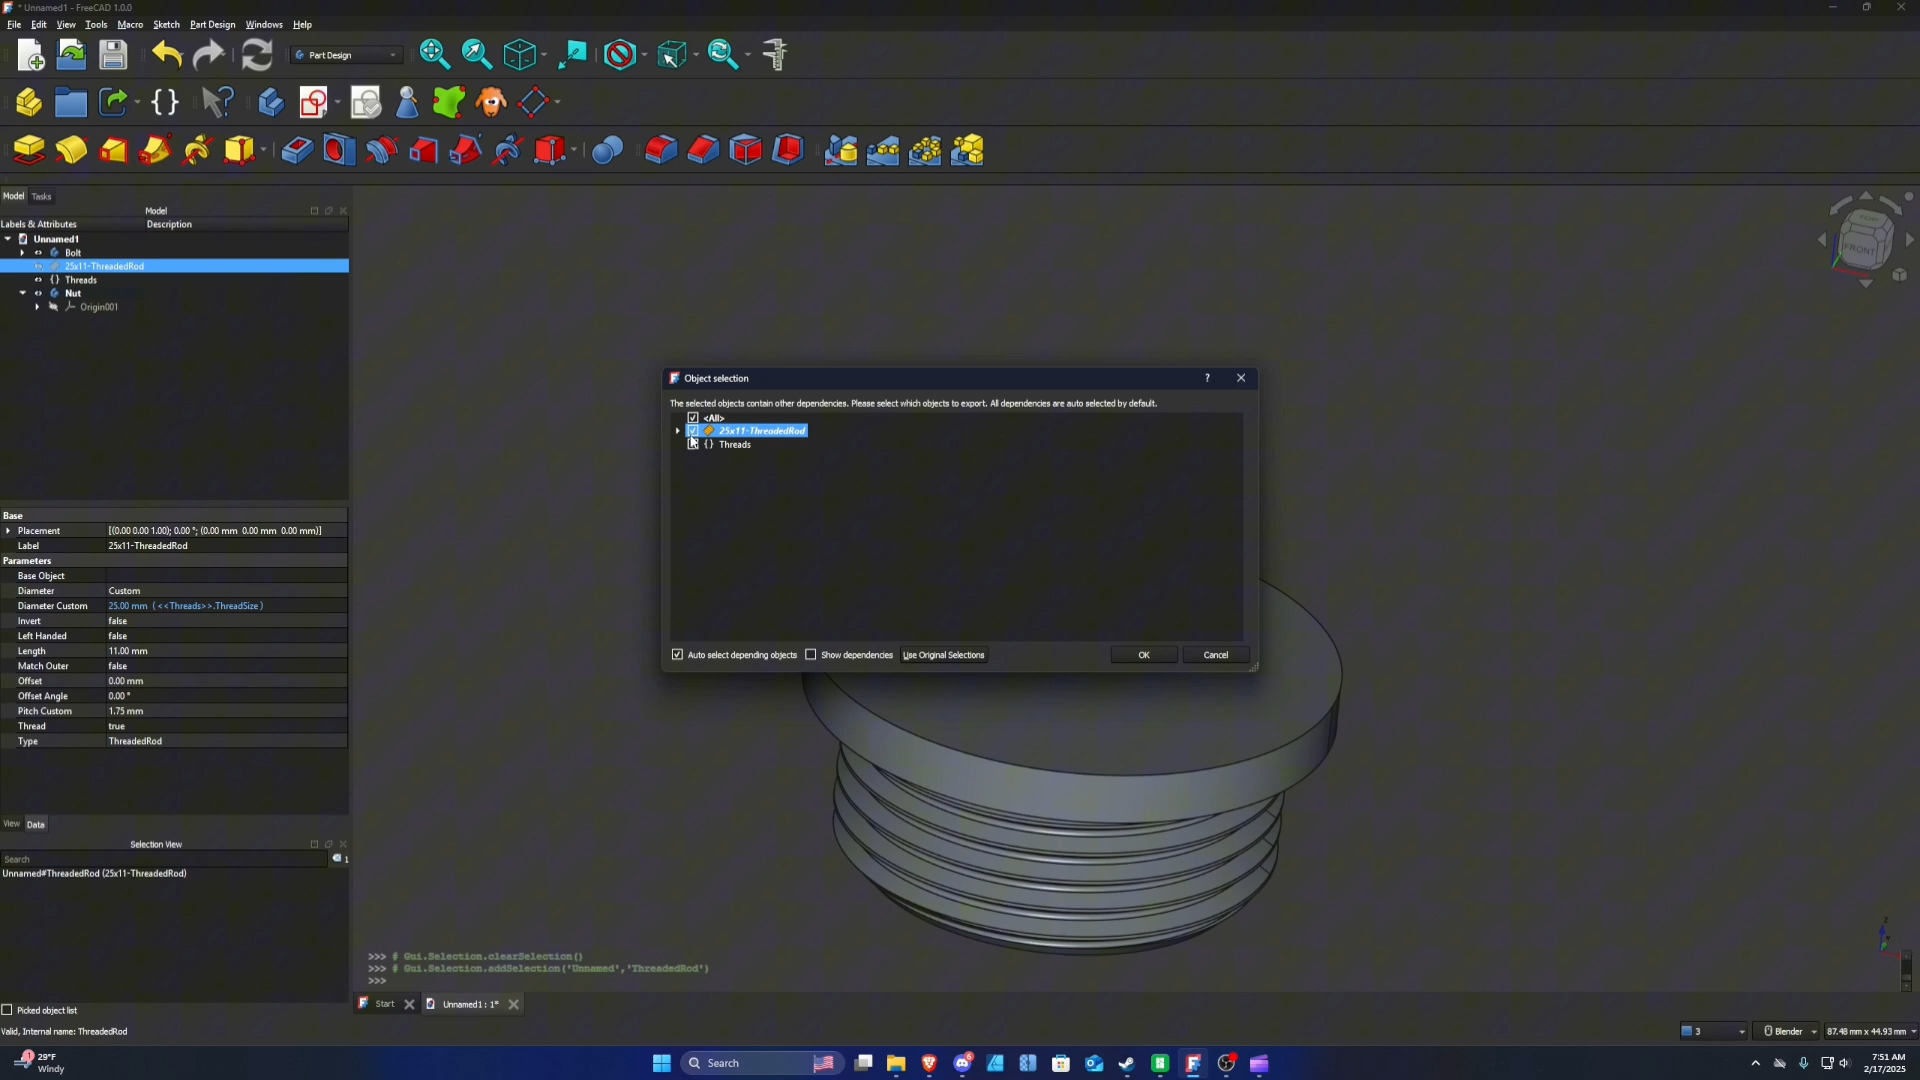 * Unnamed1 - FreeCAD 1.0.0
File Edit View Tools Macro Sketch Part Design Windows Help
Part Design
Model Tasks
Model
Labels & Attributes Description
Unnamed1
Bolt
25x11-ThreadedRod
Threads
Nut
Origin001
TOP
FRONT
Object selection
The selected objects contain other dependencies. Please select which objects to export. All dependencies are auto selected by default.
<All>
25x11-ThreadedRod
Threads
Auto select depending objects Show dependencies Use Original Selections OK Cancel
Base
Placement [(0.00 0.00 1.00); 0.00 °; (0.00 mm 0.00 mm 0.00 mm)]
Label 25x11-ThreadedRod
Parameters
Base Object
Diameter Custom
Diameter Custom 25.00 mm ( <<Threads>>.ThreadSize )
Invert false
Left Handed false
Length 11.00 mm
Match Outer false
Offset 0.00 mm
Offset Angle 0.00 °
Pitch Custom 1.75 mm
Thread true
Type ThreadedRod
View Data
Selection View
Search 1
Unnamed#ThreadedRod (25x11-ThreadedRod)
>>> # Gui.Selection.clearSelection()
>>> # Gui.Selection.addSelection('Unnamed','ThreadedRod')
>>>
Start Unnamed1 : 1*
Picked object list
Valid, Internal name: ThreadedRod
3 Blender 87.48 mm x 44.93 mm
Z
29°F
Windy
Search
7:51 AM
2/17/2025